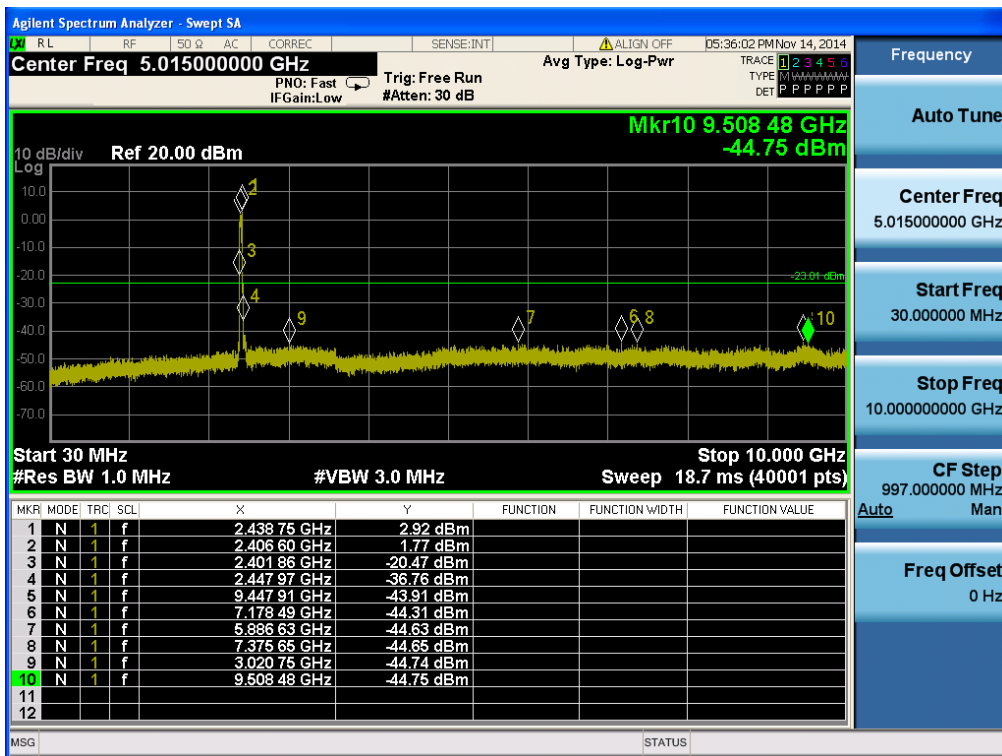 Agilent Spectrum Analyzer - Swept SA
LXI RL RF 50 Ω AC CORREC SENSE:INT ALIGN OFF 05:36:02 PM Nov 14, 2014
Center Freq 5.015000000 GHz
PNO: Fast
IFGain:Low
Trig: Free Run
#Atten: 30 dB
Avg Type: Log-Pwr
TRACE 1 2 3 4 5 6
TYPE M WWWWW
DET P P P P P P
Mkr10 9.508 48 GHz
-44.75 dBm
10 dB/div Ref 20.00 dBm
Log
10.0
0.00
-10.0
-20.0
-30.0
-40.0
-50.0
-60.0
-70.0
2
3
4
9
7
6 8
10
-23.01 dBm
Start 30 MHz Stop 10.000 GHz
#Res BW 1.0 MHz #VBW 3.0 MHz Sweep 18.7 ms (40001 pts)
MKR MODE TRC SCL X Y FUNCTION FUNCTION WIDTH FUNCTION VALUE
1 N 1 f 2.438 75 GHz 2.92 dBm
2 N 1 f 2.406 60 GHz 1.77 dBm
3 N 1 f 2.401 86 GHz -20.47 dBm
4 N 1 f 2.447 97 GHz -36.76 dBm
5 N 1 f 9.447 91 GHz -43.91 dBm
6 N 1 f 7.178 49 GHz -44.31 dBm
7 N 1 f 5.886 63 GHz -44.63 dBm
8 N 1 f 7.375 65 GHz -44.65 dBm
9 N 1 f 3.020 75 GHz -44.74 dBm
10 N 1 f 9.508 48 GHz -44.75 dBm
11
12
MSG STATUS
Frequency
Auto Tune
Center Freq
5.015000000 GHz
Start Freq
30.000000 MHz
Stop Freq
10.000000000 GHz
CF Step
997.000000 MHz
Auto Man
Freq Offset
0 Hz